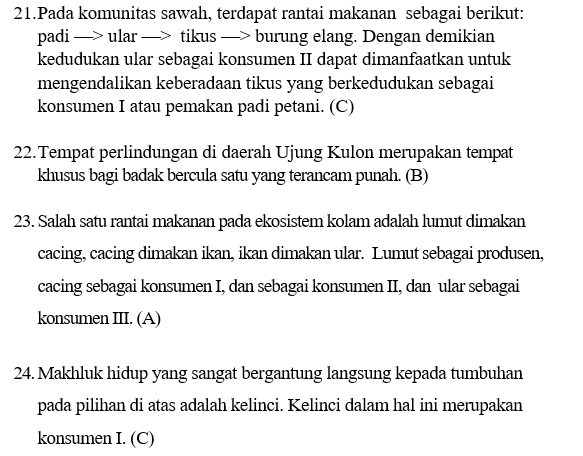 21.Pada komunitas sawah, terdapat rantai makanan sebagai berikut:
padi —> ular —> tikus —> burung elang. Dengan demikian
kedudukan ular sebagai konsumen II dapat dimanfaatkan untuk
mengendalikan keberadaan tikus yang berkedudukan sebagai
konsumen I atau pemakan padi petani. (C)
22.Tempat perlindungan di daerah Ujung Kulon merupakan tempat
khusus bagi badak bercula satu yang terancam punah. (B)
23. Salah satu rantai makanan pada ekosistem kolam adalah lumut dimakan
cacing, cacing dimakan ikan, ikan dimakan ular. Lumut sebagai produsen,
cacing sebagai konsumen I, dan sebagai konsumen II, dan ular sebagai
konsumen III. (A)
24. Makhluk hidup yang sangat bergantung langsung kepada tumbuhan
pada pilihan di atas adalah kelinci. Kelinci dalam hal ini merupakan
konsumen I. (C)